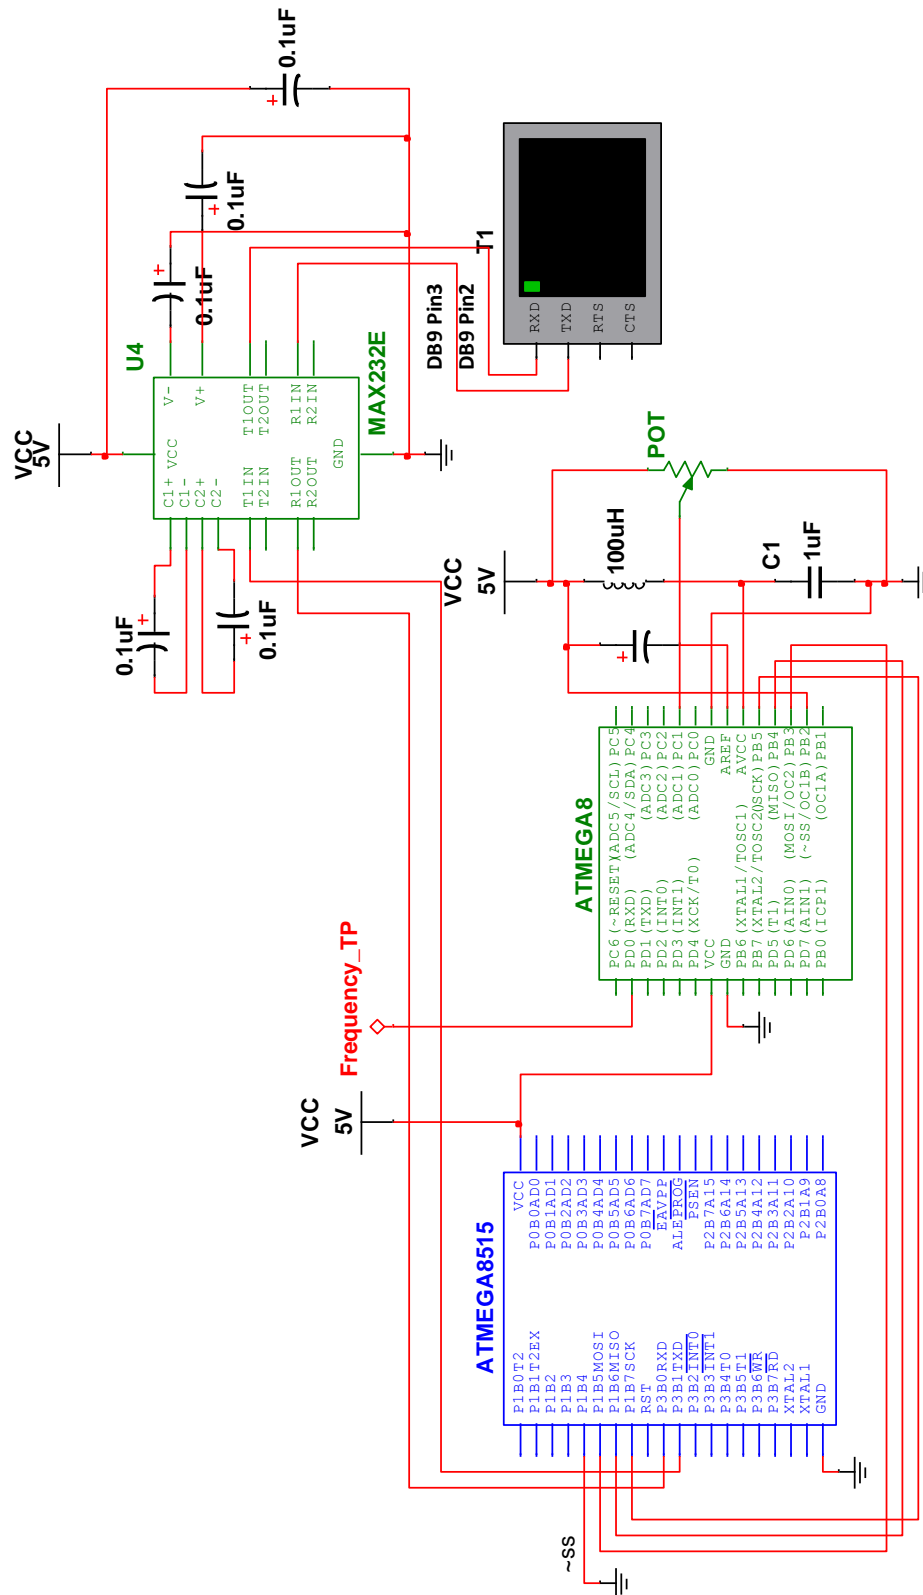 VCC
5V
U4
MAX232E
C1+
VCC
C1-
C2+
C2-
T1IN
T2IN
R1OUT
R2OUT
GND
V-
V+
T1OUT
T2OUT
R1IN
R2IN
0.1uF
0.1uF
0.1uF
0.1uF
0.1uF
DB9 Pin3
DB9 Pin2
T1
RXD
TXD
RTS
CTS
VCC
5V
100uH
C1
1uF
POT
ATMEGA8
PC6(~RESET)
PD0(RXD)
PD1(TXD)
PD2(INT0)
PD3(INT1)
PD4(XCK/T0)
VCC
GND
PB6(XTAL1/TOSC1)
PB7(XTAL2/TOSC2)
PD5(T1)
PD6(AIN0)
PD7(AIN1)
PB0(ICP1)
(ADC5/SCL)PC5
(ADC4/SDA)PC4
(ADC3)PC3
(ADC2)PC2
(ADC1)PC1
(ADC0)PC0
GND
AREF
AVCC
(SCK)PB5
(MISO)PB4
(MOSI/OC2)PB3
(~SS/OC1B)PB2
(OC1A)PB1
Frequency_TP
VCC
5V
ATMEGA8515
P1B0T2
P1B1T2EX
P1B2
P1B3
P1B4
P1B5MOSI
P1B6MISO
P1B7SCK
RST
P3B0RXD
P3B1TXD
P3B2INT0
P3B3INT1
P3B4T0
P3B5T1
P3B6WR
P3B7RD
XTAL2
XTAL1
GND
VCC
P0B0AD0
P0B1AD1
P0B2AD2
P0B3AD3
P0B4AD4
P0B5AD5
P0B6AD6
P0B7AD7
EAVPP
ALEPROG
PSEN
P2B7A15
P2B6A14
P2B5A13
P2B4A12
P2B3A11
P2B2A10
P2B1A9
P2B0A8
~SS